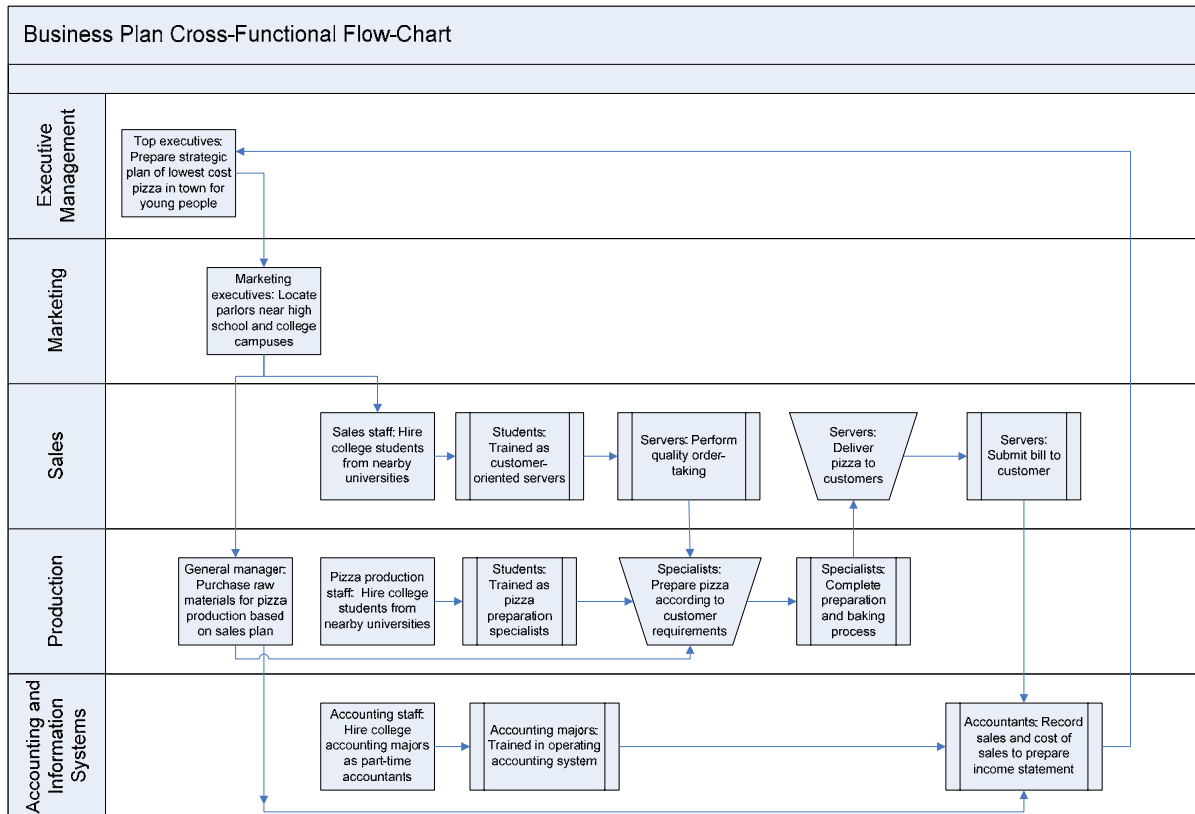 Business Plan Cross-Functional Flow-Chart
Executive
Management
Top executives:
Prepare strategic
plan of lowest cost
pizza in town for
young people
Marketing
Marketing
executives: Locate
parlors near high
school and college
campuses
Sales
Sales staff: Hire
college students
from nearby
universities
Students:
Trained as
customer-
oriented servers
Servers: Perform
quality order-
taking
Servers:
Deliver
pizza to
customers
Servers:
Submit bill to
customer
Production
General manager:
Purchase raw
materials for pizza
production based
on sales plan
Pizza production
staff: Hire college
students from
nearby universities
Students:
Trained as
pizza
preparation
specialists
Specialists:
Prepare pizza
according to
customer
requirements
Specialists:
Complete
preparation
and baking
process
Accounting and
Information
Systems
Accounting staff:
Hire college
accounting majors
as part-time
accountants
Accounting majors:
Trained in operating
accounting system
Accountants: Record
sales and cost of
sales to prepare
income statement